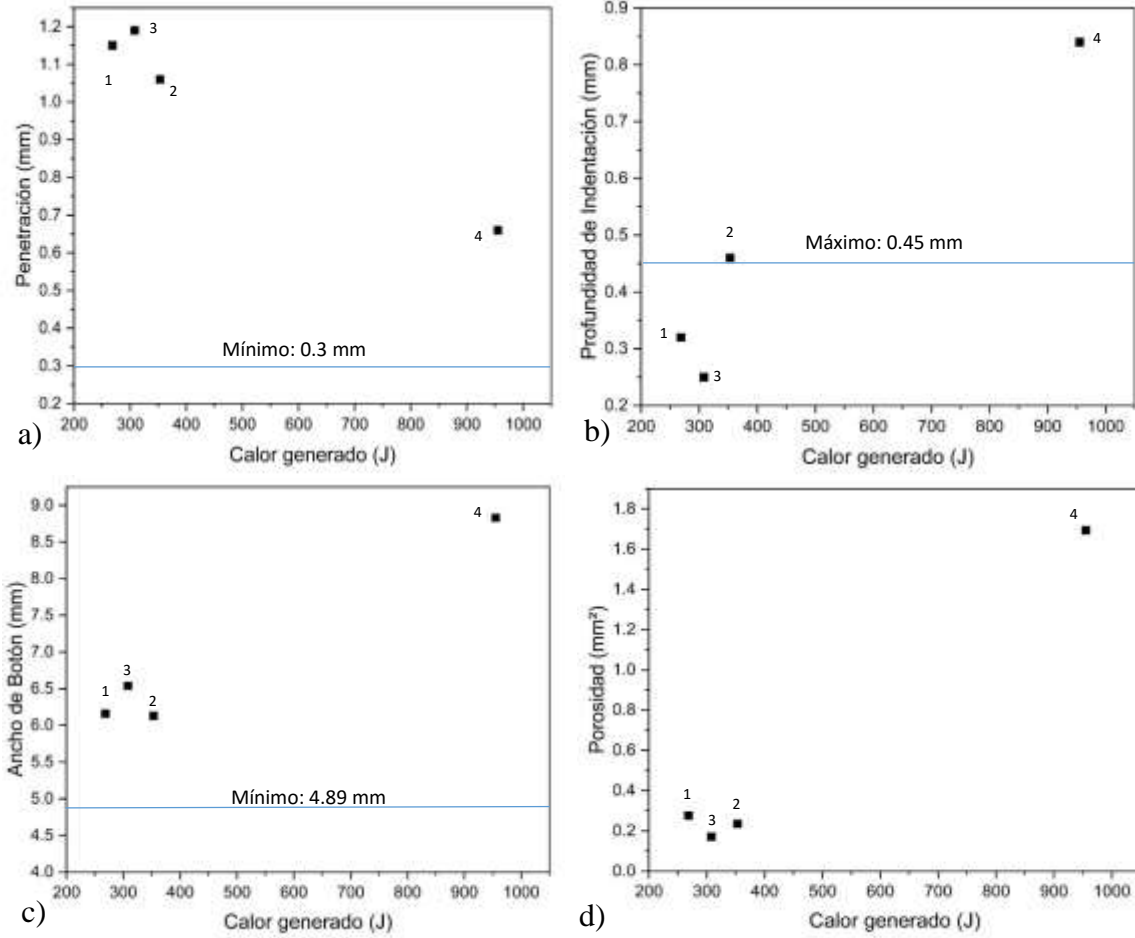 1.2
1.1
1.0
0.9
0.8
0.7
0.6
0.5
0.4
0.3
0.2
Penetración (mm)
3
1
2
4
Mínimo: 0.3 mm
200 300 400 500 600 700 800 900 1000
Calor generado (J)
a)
0.9
0.8
0.7
0.6
0.5
0.4
0.3
0.2
Profundidad de Indentación (mm)
4
2
Máximo: 0.45 mm
1
3
200 300 400 500 600 700 800 900 1000
Calor generado (J)
b)
9.0
8.5
8.0
7.5
7.0
6.5
6.0
5.5
5.0
4.5
4.0
Ancho de Botón (mm)
4
3
1
2
Mínimo: 4.89 mm
200 300 400 500 600 700 800 900 1000
Calor generado (J)
c)
1.8
1.6
1.4
1.2
1.0
0.8
0.6
0.4
0.2
0.0
Porosidad (mm²)
4
1
3
2
200 300 400 500 600 700 800 900 1000
Calor generado (J)
d)